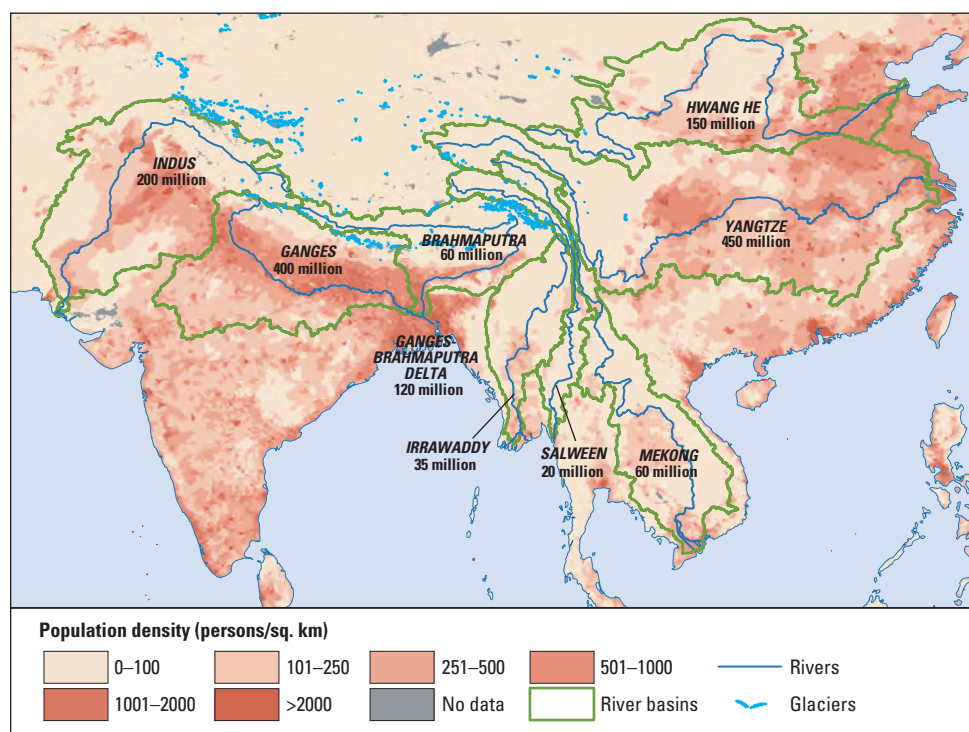 HWANG HE
150 million
INDUS
200 million
YANGTZE
450 million
BRAHMAPUTRA
60 million
GANGES
400 million
GANGES-
BRAHMAPUTRA
DELTA
120 million
IRRAWADDY
35 million
SALWEEN
20 million
MEKONG
60 million
Population density (persons/sq. km)
0–100
101–250
251–500
501–1000
Rivers
1001–2000
>2000
No data
River basins
Glaciers